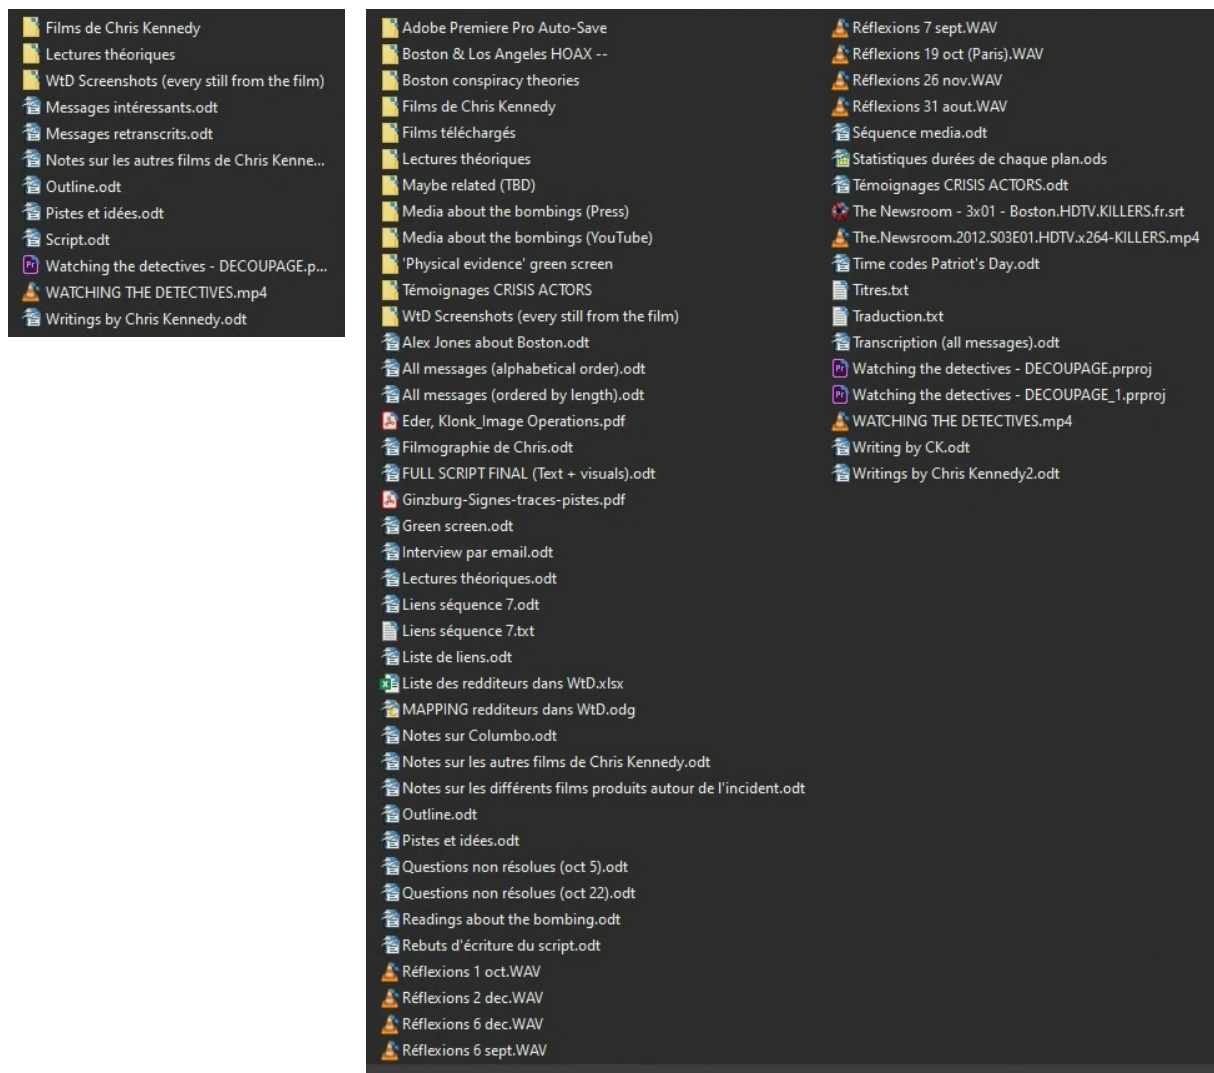 Films de Chris Kennedy
Lectures théoriques
WtD Screenshots (every still from the film)
Messages intéressants.odt
Messages retranscrits.odt
Notes sur les autres films de Chris Kenne...
Outline.odt
Pistes et idées.odt
Script.odt
Watching the detectives - DECOUPAGE.p...
WATCHING THE DETECTIVES.mp4
Writings by Chris Kennedy.odt
Adobe Premiere Pro Auto-Save
Boston & Los Angeles HOAX --
Boston conspiracy theories
Films de Chris Kennedy
Films téléchargés
Lectures théoriques
Maybe related (TBD)
Media about the bombings (Press)
Media about the bombings (YouTube)
'Physical evidence' green screen
Témoignages CRISIS ACTORS
WtD Screenshots (every still from the film)
Alex Jones about Boston.odt
All messages (alphabetical order).odt
All messages (ordered by length).odt
Eder, Klonk_Image Operations.pdf
Filmographie de Chris.odt
FULL SCRIPT FINAL (Text + visuals).odt
Ginzburg-Signes-traces-pistes.pdf
Green screen.odt
Interview par email.odt
Lectures théoriques.odt
Liens séquence 7.odt
Liens séquence 7.txt
Liste de liens.odt
Liste des redditeurs dans WtD.xlsx
MAPPING redditeurs dans WtD.odg
Notes sur Columbo.odt
Notes sur les autres films de Chris Kennedy.odt
Notes sur les différents films produits autour de l'incident.odt
Outline.odt
Pistes et idées.odt
Questions non résolues (oct 5).odt
Questions non résolues (oct 22).odt
Readings about the bombing.odt
Rebuts d'écriture du script.odt
Réflexions 1 oct.WAV
Réflexions 2 dec.WAV
Réflexions 6 dec.WAV
Réflexions 6 sept.WAV
Réflexions 7 sept.WAV
Réflexions 19 oct (Paris).WAV
Réflexions 26 nov.WAV
Réflexions 31 aout.WAV
Séquence media.odt
Statistiques durées de chaque plan.ods
Témoignages CRISIS ACTORS.odt
The Newsroom - 3x01 - Boston.HDTV.KILLERS.fr.srt
The.Newsroom.2012.S03E01.HDTV.x264-KILLERS.mp4
Time codes Patriot's Day.odt
Titres.txt
Traduction.txt
Transcription (all messages).odt
Watching the detectives - DECOUPAGE.prproj
Watching the detectives - DECOUPAGE_1.prproj
WATCHING THE DETECTIVES.mp4
Writing by CK.odt
Writings by Chris Kennedy2.odt